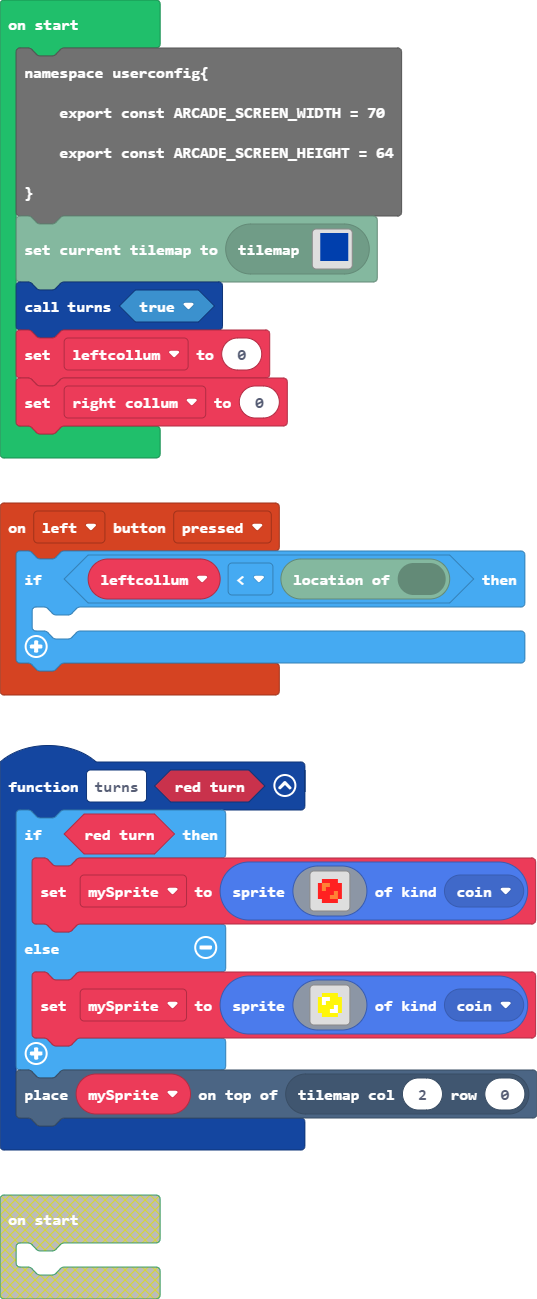 on start
namespace userconfig{
export const ARCADE_SCREEN_WIDTH = 70
export const ARCADE_SCREEN_HEIGHT = 64
}
set current tilemap to tilemap
call turns true
set leftcollum to 0
set right collum to 0
on left button pressed
if leftcollum < location of then
function turns red turn
if red turn then
set mySprite to sprite of kind coin
else
set mySprite to sprite of kind coin
place mySprite on top of tilemap col 2 row 0
on start